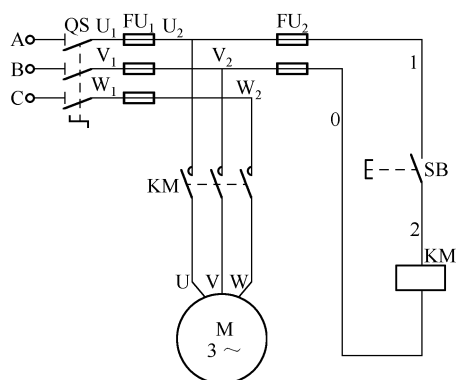 QS U₁ FU₁ U₂ FU₂
A
V₁ V₂
B
W₁ W₂
C
1
0
KM
SB
2
KM
U V W
M
3 ~